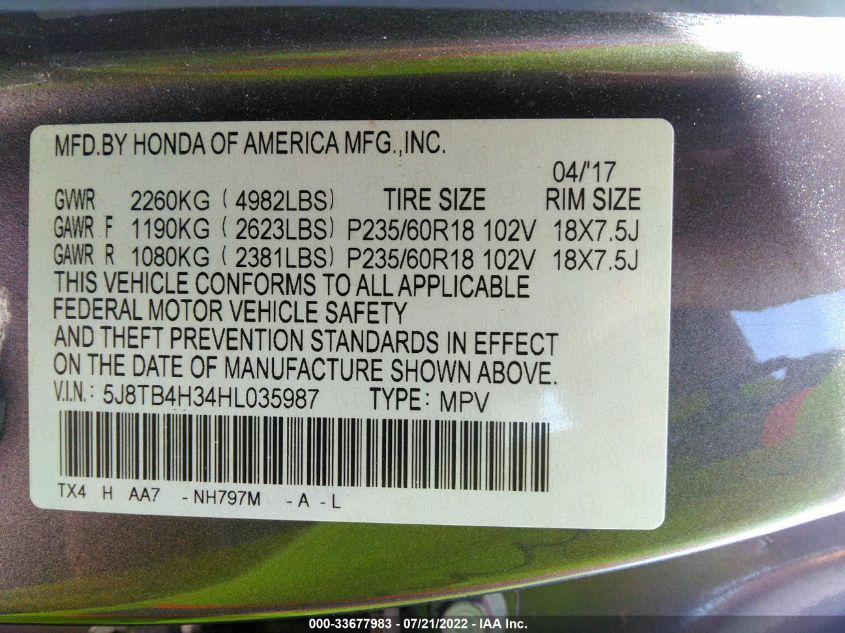 MFD.BY HONDA OF AMERICA MFG.,INC.
04/'17
GVWR 2260KG (4982LBS) TIRE SIZE RIM SIZE
GAWR F 1190KG (2623LBS) P235/60R18 102V 18X7.5J
GAWR R 1080KG (2381LBS) P235/60R18 102V 18X7.5J
THIS VEHICLE CONFORMS TO ALL APPLICABLE
FEDERAL MOTOR VEHICLE SAFETY
AND THEFT PREVENTION STANDARDS IN EFFECT
ON THE DATE OF MANUFACTURE SHOWN ABOVE.
V.I.N.: 5J8TB4H34HL035987 TYPE: MPV
TX4 H AA7 -NH797M -A -L
000-33677983 - 07/21/2022 - IAA Inc.